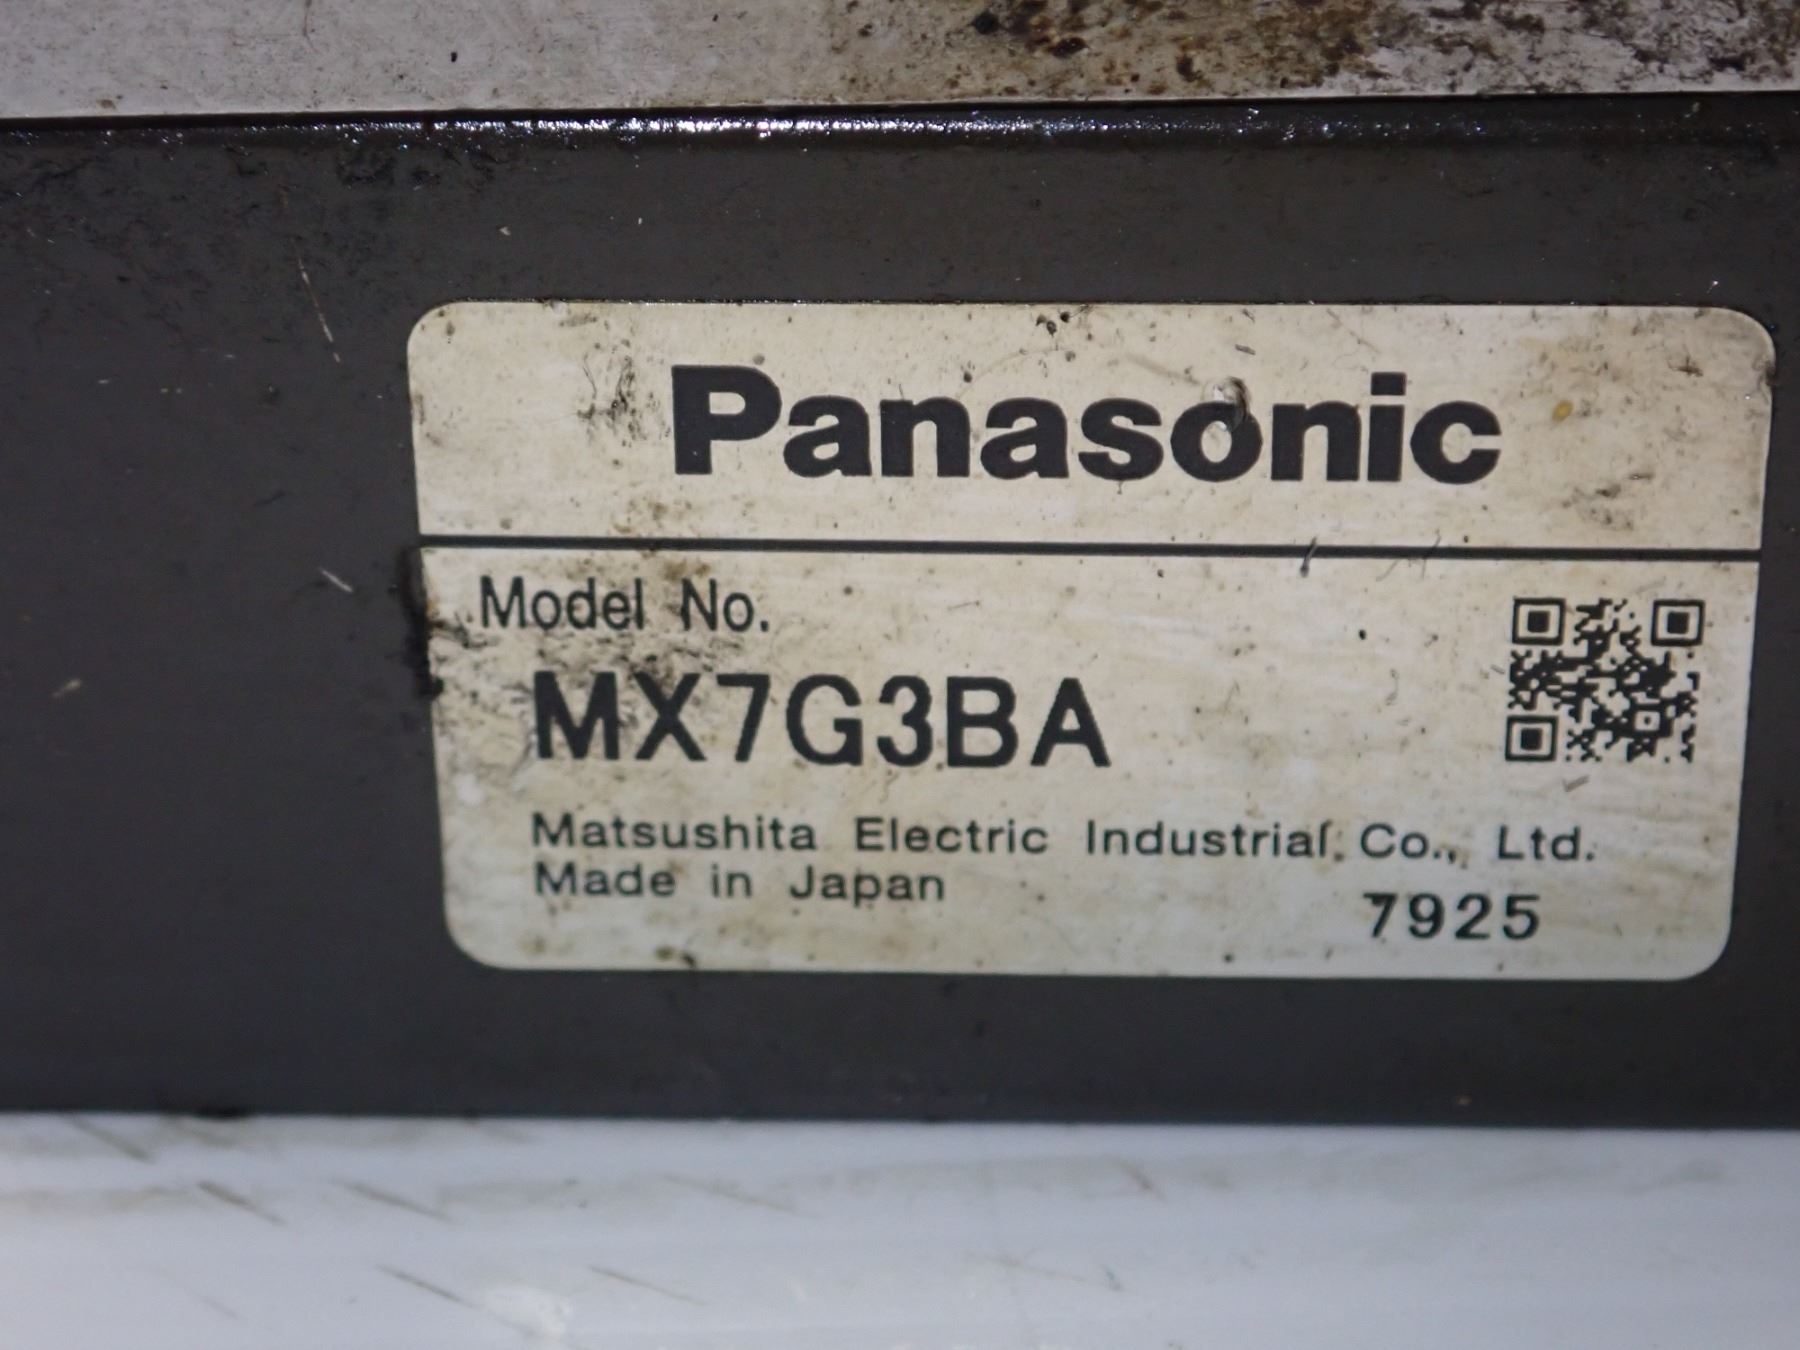 Panasonic
Model No.
MX7G3BA
Matsushita Electric Industrial Co., Ltd.
Made in Japan
7925